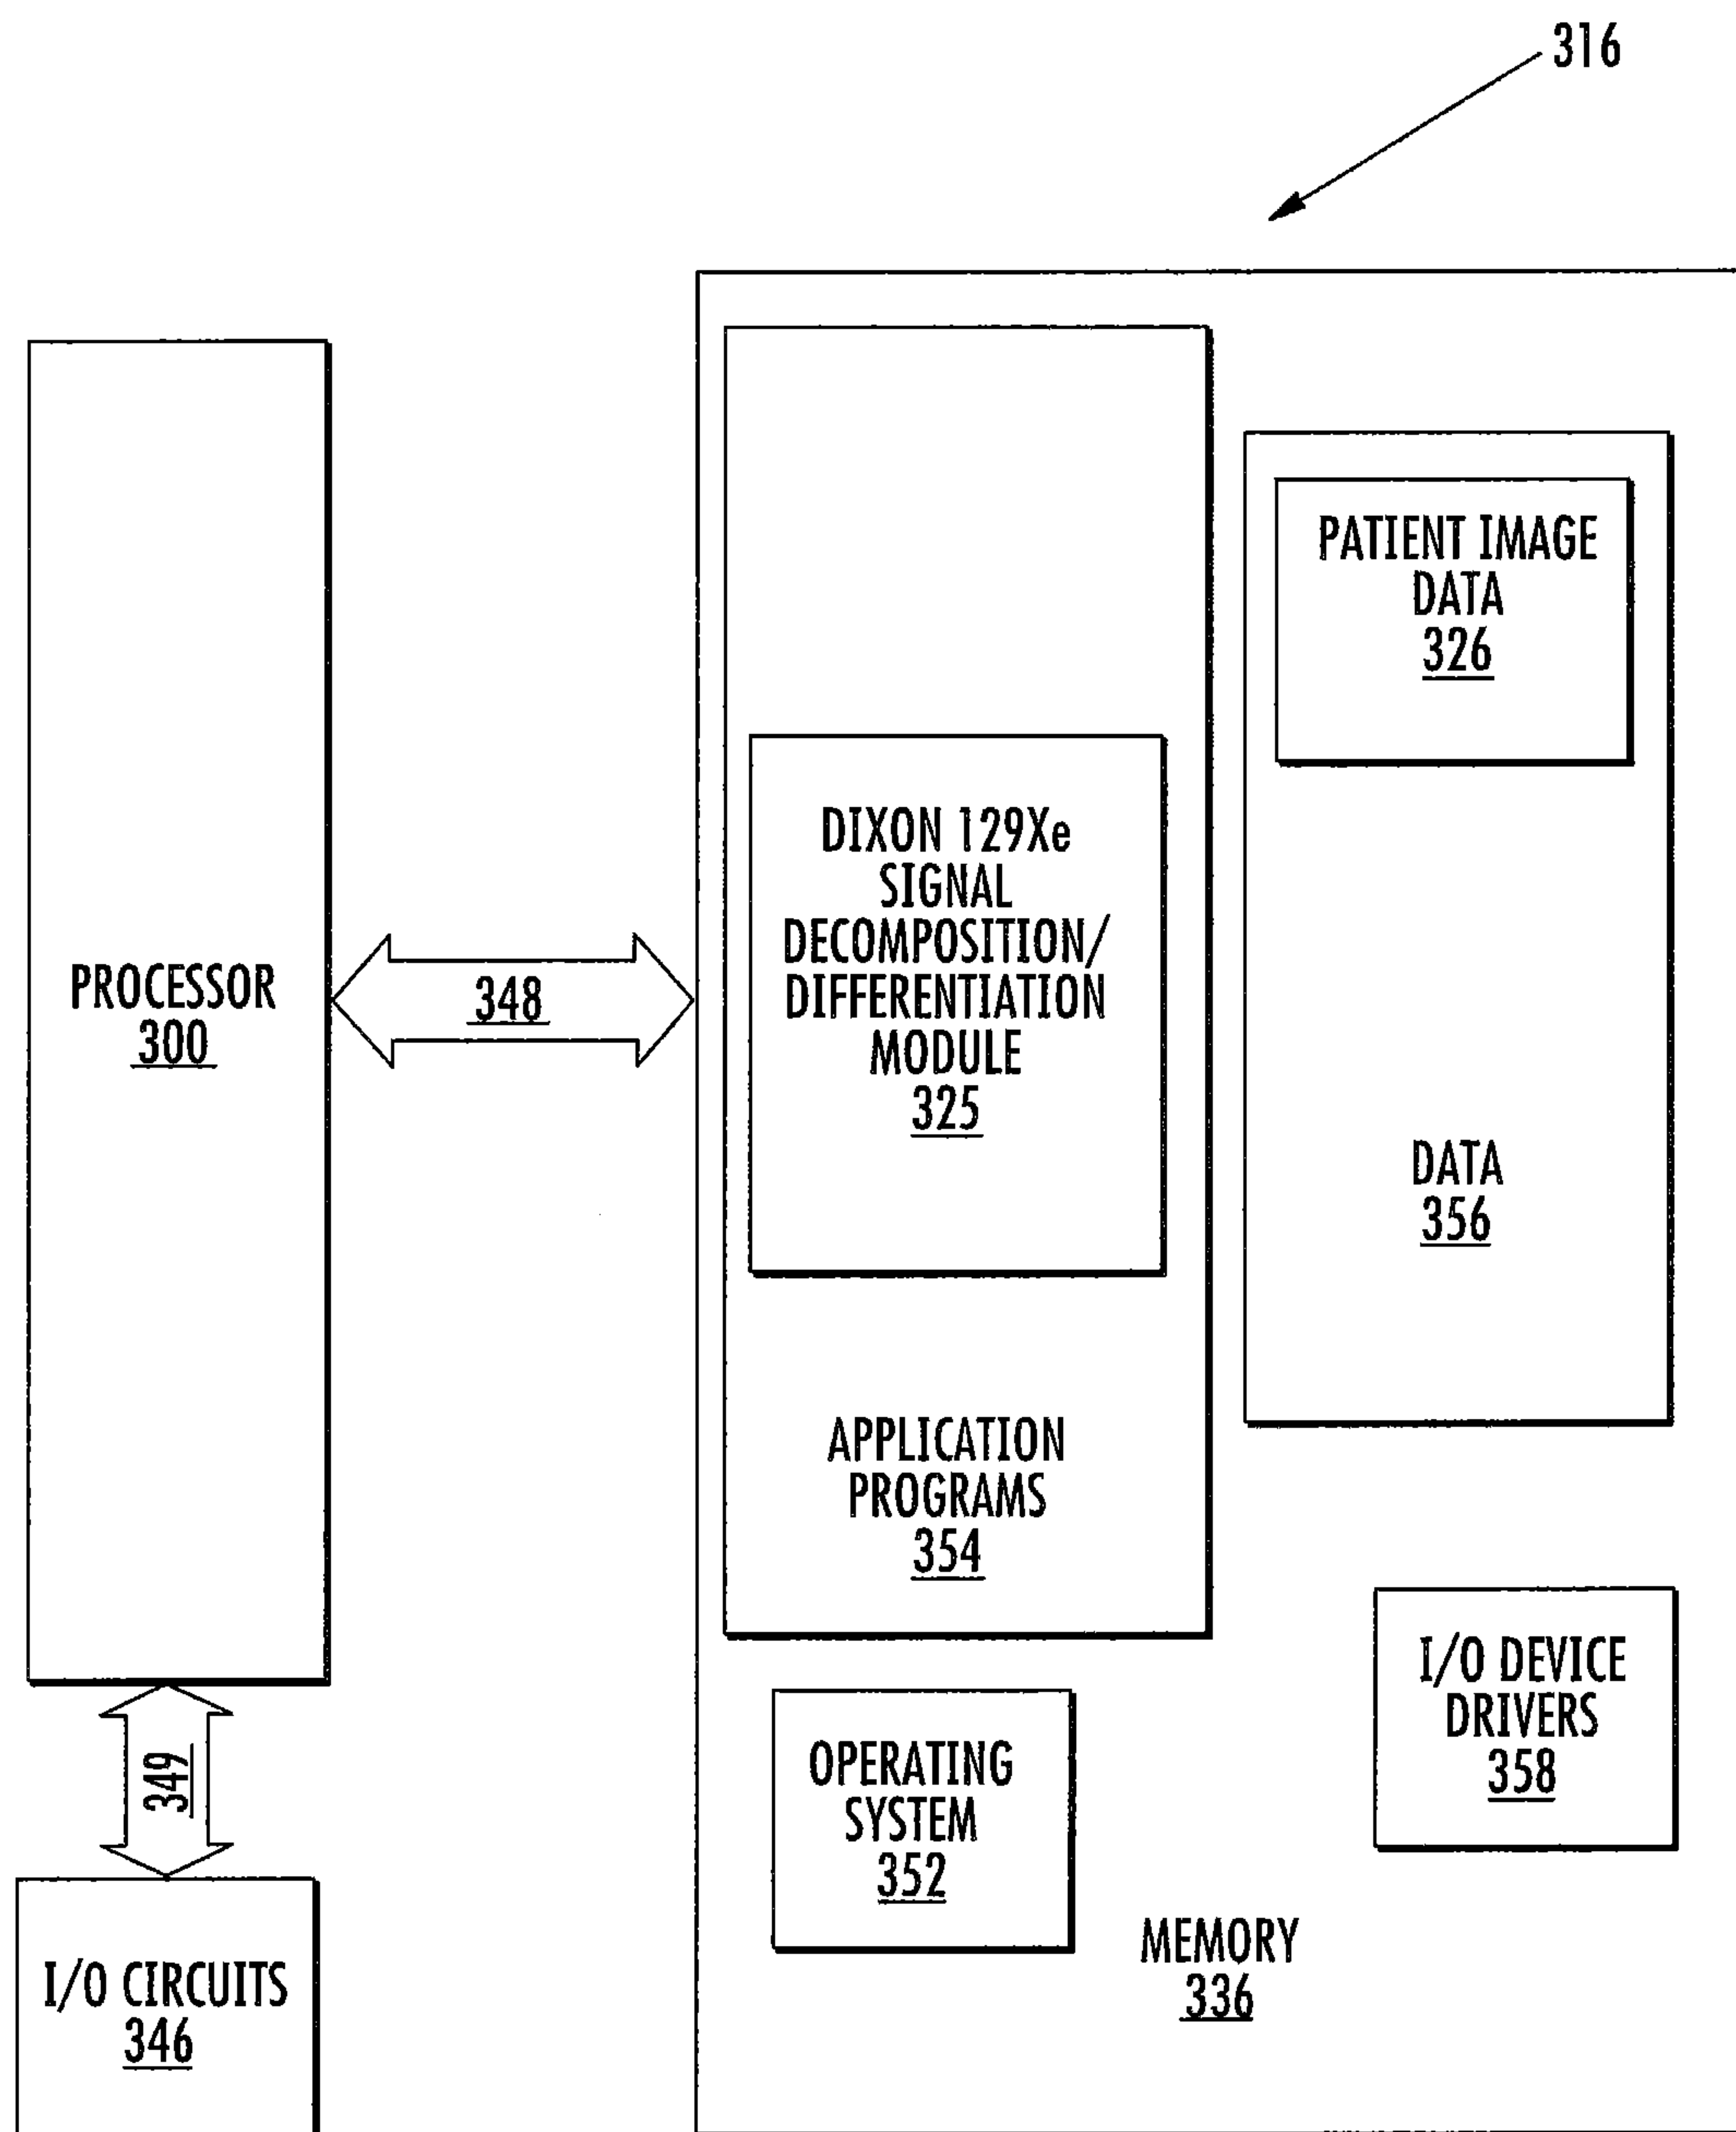 316
PROCESSOR
300
348
349
I/O CIRCUITS
346
DIXON 129Xe
SIGNAL
DECOMPOSITION/
DIFFERENTIATION
MODULE
325
APPLICATION
PROGRAMS
354
PATIENT IMAGE
DATA
326
DATA
356
OPERATING
SYSTEM
352
I/O DEVICE
DRIVERS
358
MEMORY
336